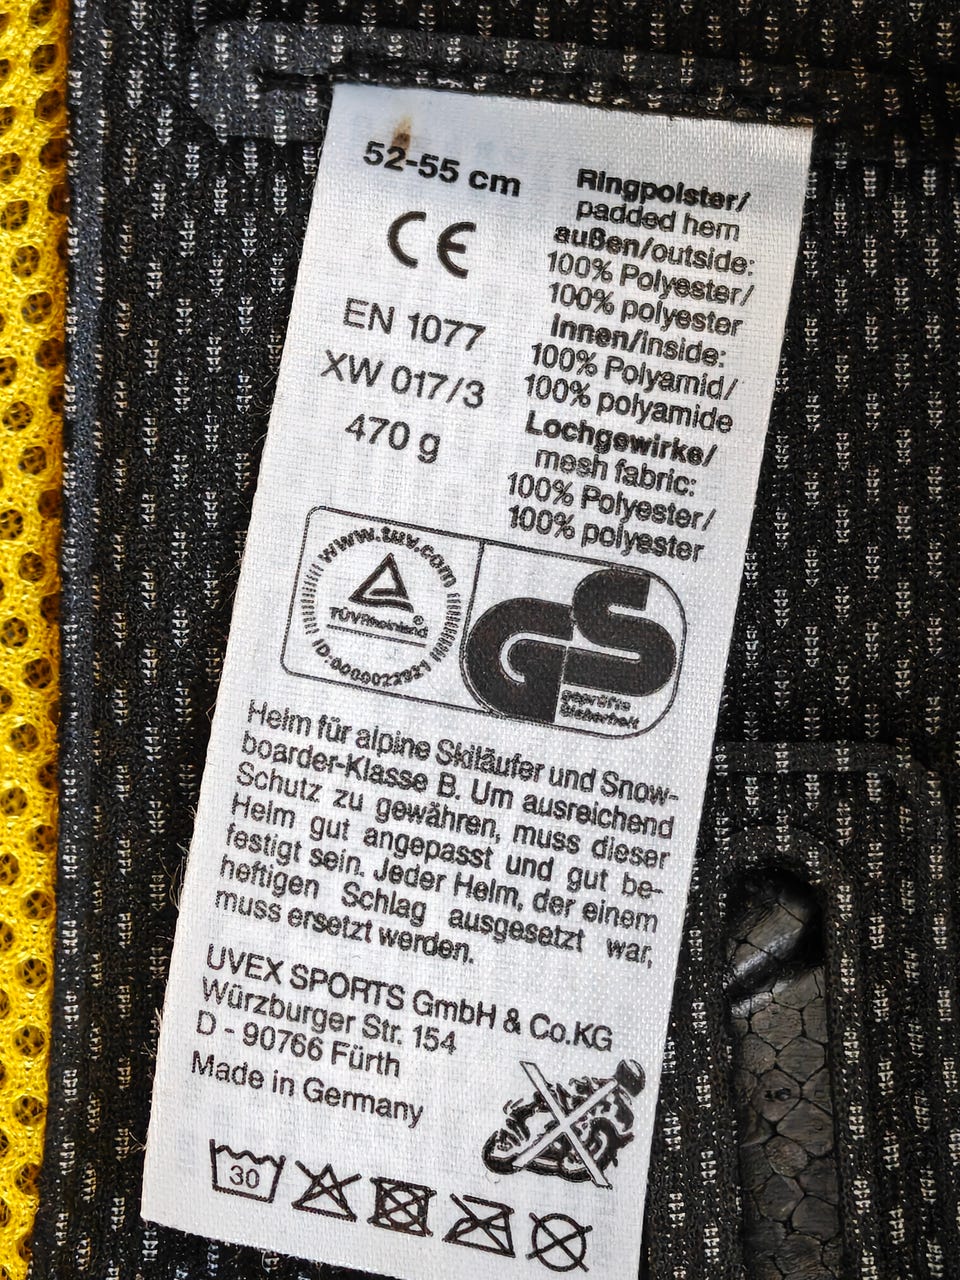 52-55 cm
CE
EN 1077
XW 017/3
470 g
Ringpolster/
padded hem
außen/outside:
100% Polyester/
100% polyester
Innen/inside:
100% Polyamid/
100% polyamide
Lochgewirke/
mesh fabric:
100% Polyester/
100% polyester
www.tuv.com
TÜVRheinland®
ID:0000022921
GS
geprüfte
Sicherheit
Helm für alpine Skiläufer und Snow-
boarder-Klasse B. Um ausreichend
Schutz zu gewähren, muss dieser
Helm gut angepasst und gut be-
festigt sein. Jeder Helm, der einem
heftigen Schlag ausgesetzt war,
muss ersetzt werden.
UVEX SPORTS GmbH & Co.KG
Würzburger Str. 154
D - 90766 Fürth
Made in Germany
30